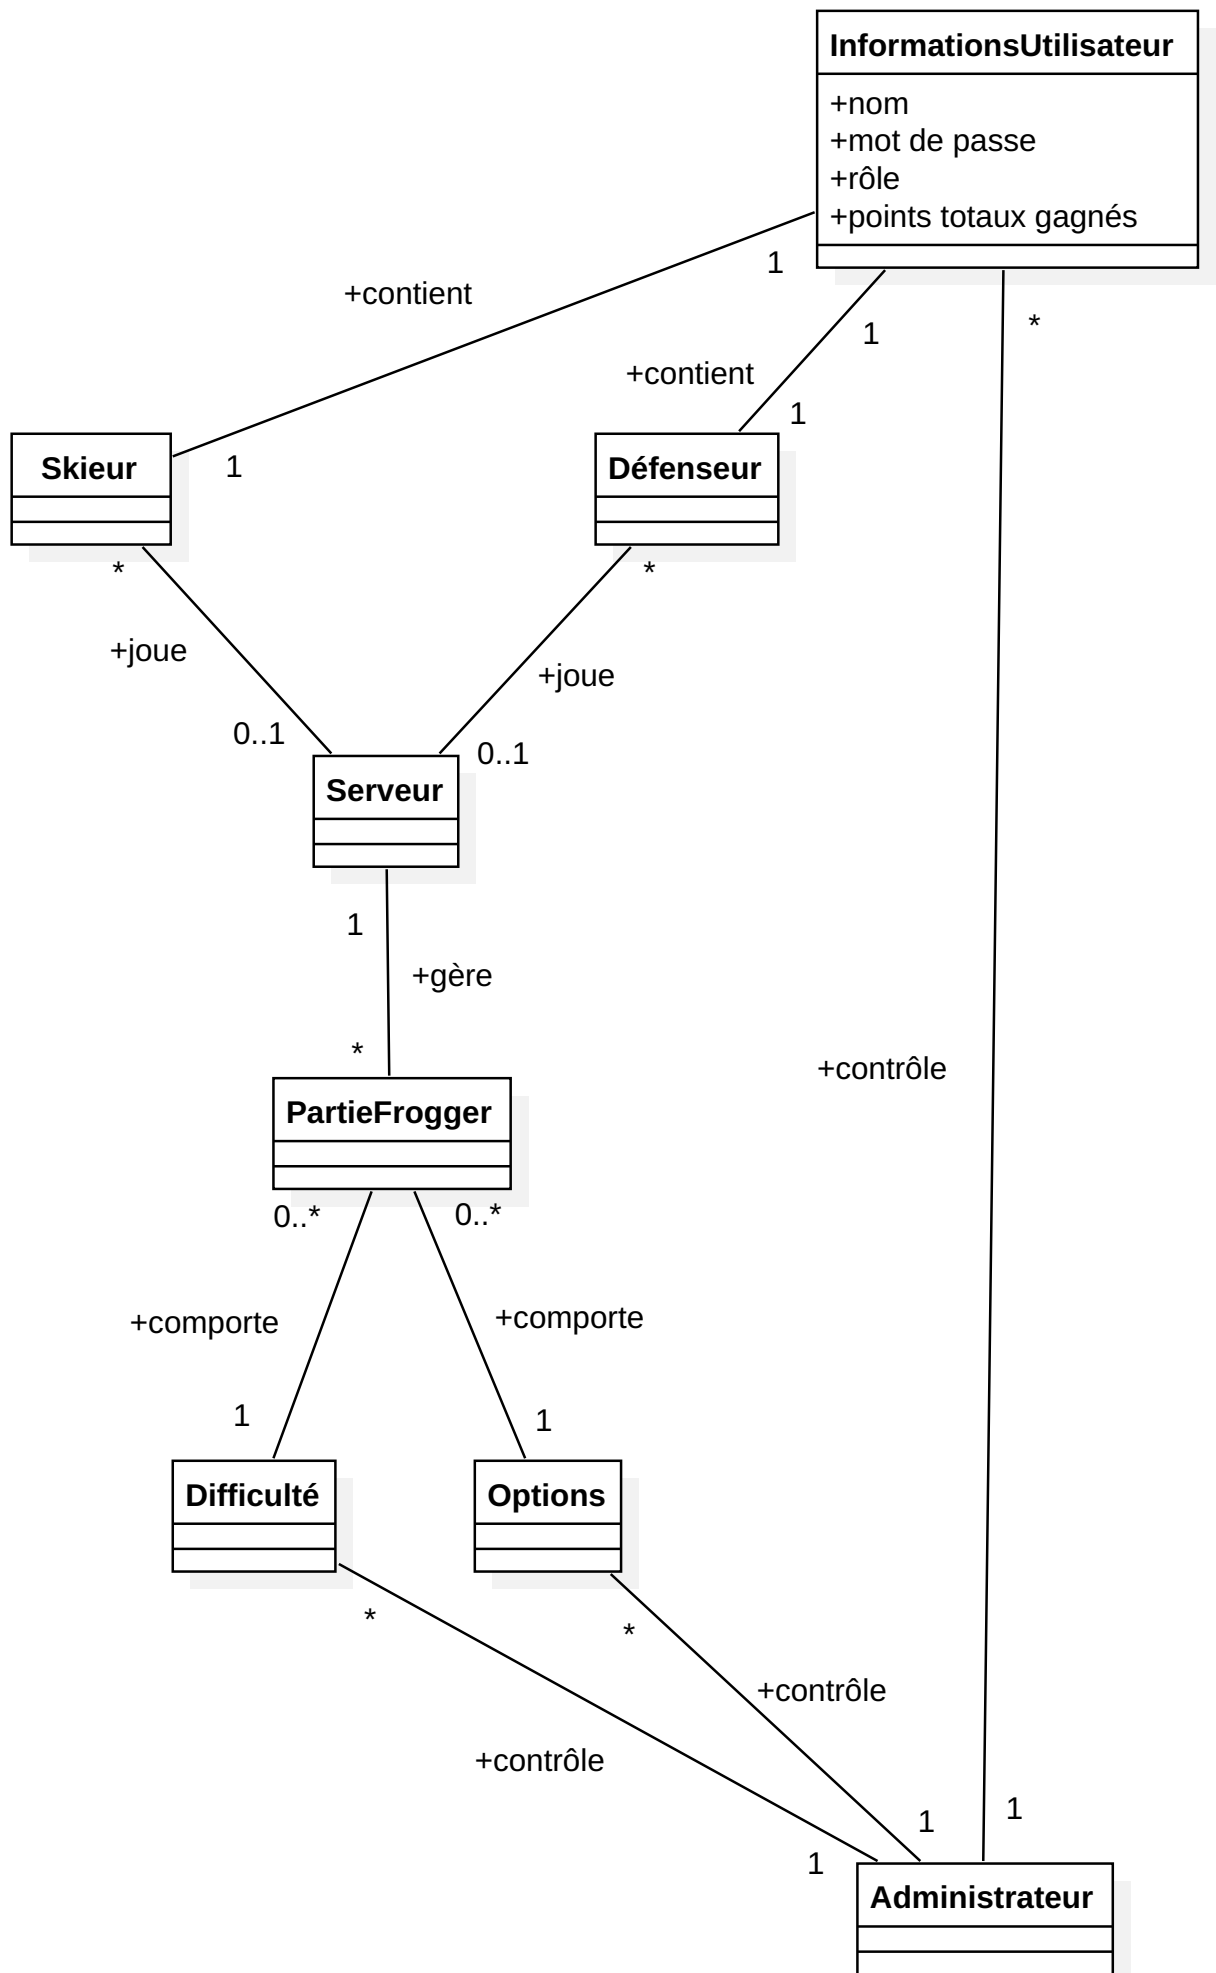 InformationsUtilisateur
+nom
+mot de passe
+rôle
+points totaux gagnés
1
+contient
*
1
+contient
1
Skieur
1
Défenseur
*
*
+joue
+joue
0..1
0..1
Serveur
1
+gère
*
+contrôle
PartieFrogger
0..*
0..*
+comporte
+comporte
1
1
Difficulté
Options
*
*
+contrôle
+contrôle
1
1
1
Administrateur